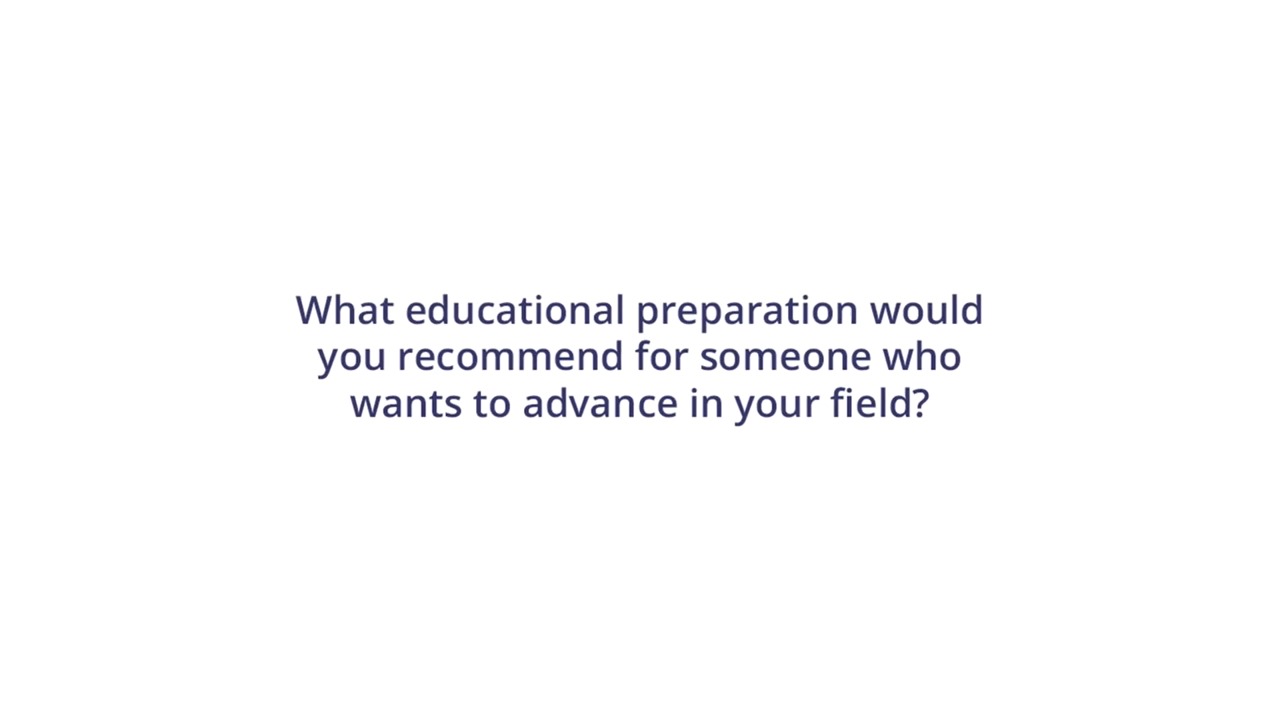 What educational preparation would
you recommend for someone who
wants to advance in your field?